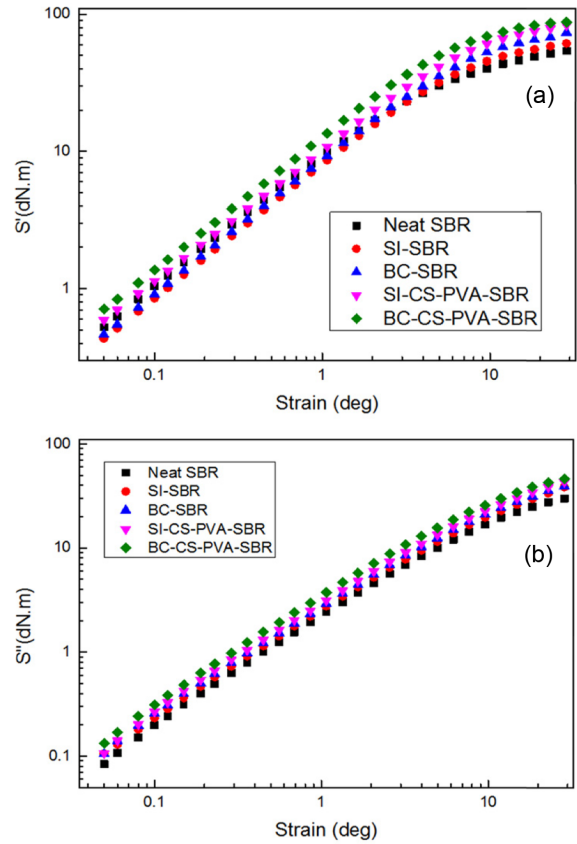 100
(a)
10
S'(dN.m)
Neat SBR
SI-SBR
BC-SBR
1
SI-CS-PVA-SBR
BC-CS-PVA-SBR
0.1 1 10
Strain (deg)
100
Neat SBR
SI-SBR
BC-SBR
SI-CS-PVA-SBR
BC-CS-PVA-SBR
(b)
10
S''(dN.m)
1
0.1
0.1 1 10
Strain (deg)